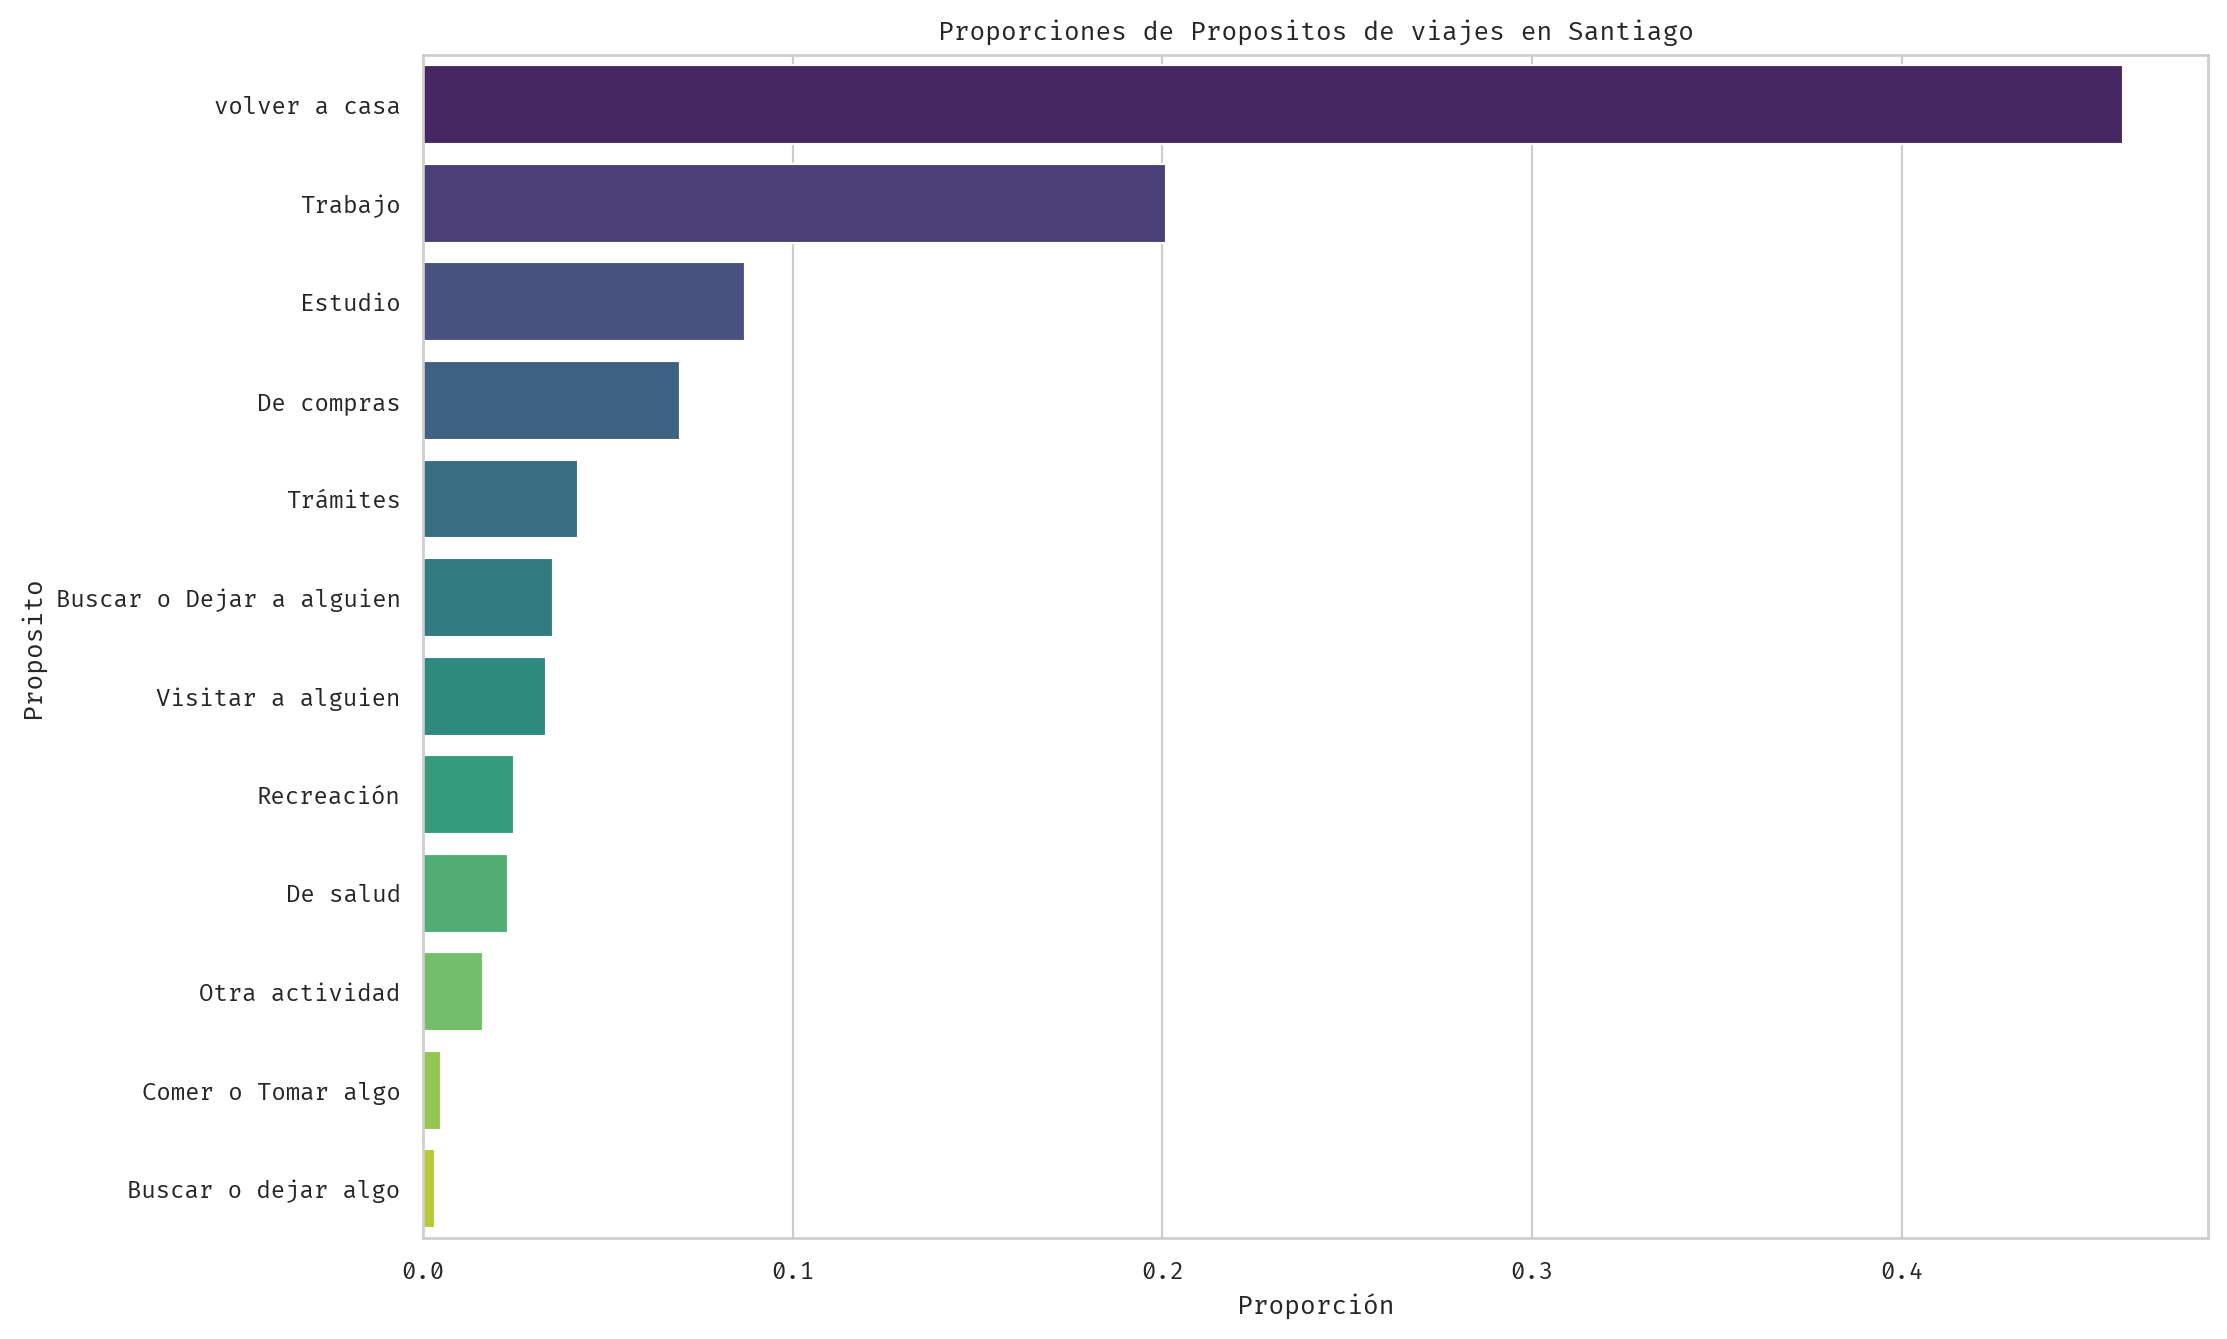 Proporciones de Propositos de viajes en Santiago
volver a casa
Trabajo
Estudio
De compras
Trámites
Buscar o Dejar a alguien
Visitar a alguien
Recreación
De salud
Otra actividad
Comer o Tomar algo
Buscar o dejar algo
Proposito
0.0 0.1 0.2 0.3 0.4
Proporción